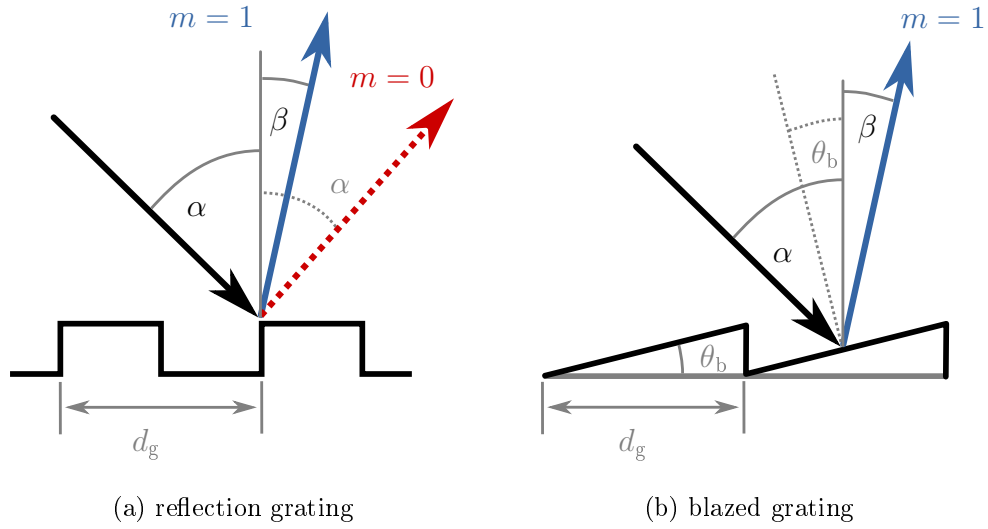 m = 1
m = 0
β
α
α
d_g
(a) reflection grating
m = 1
θ_b
β
α
θ_b
d_g
(b) blazed grating